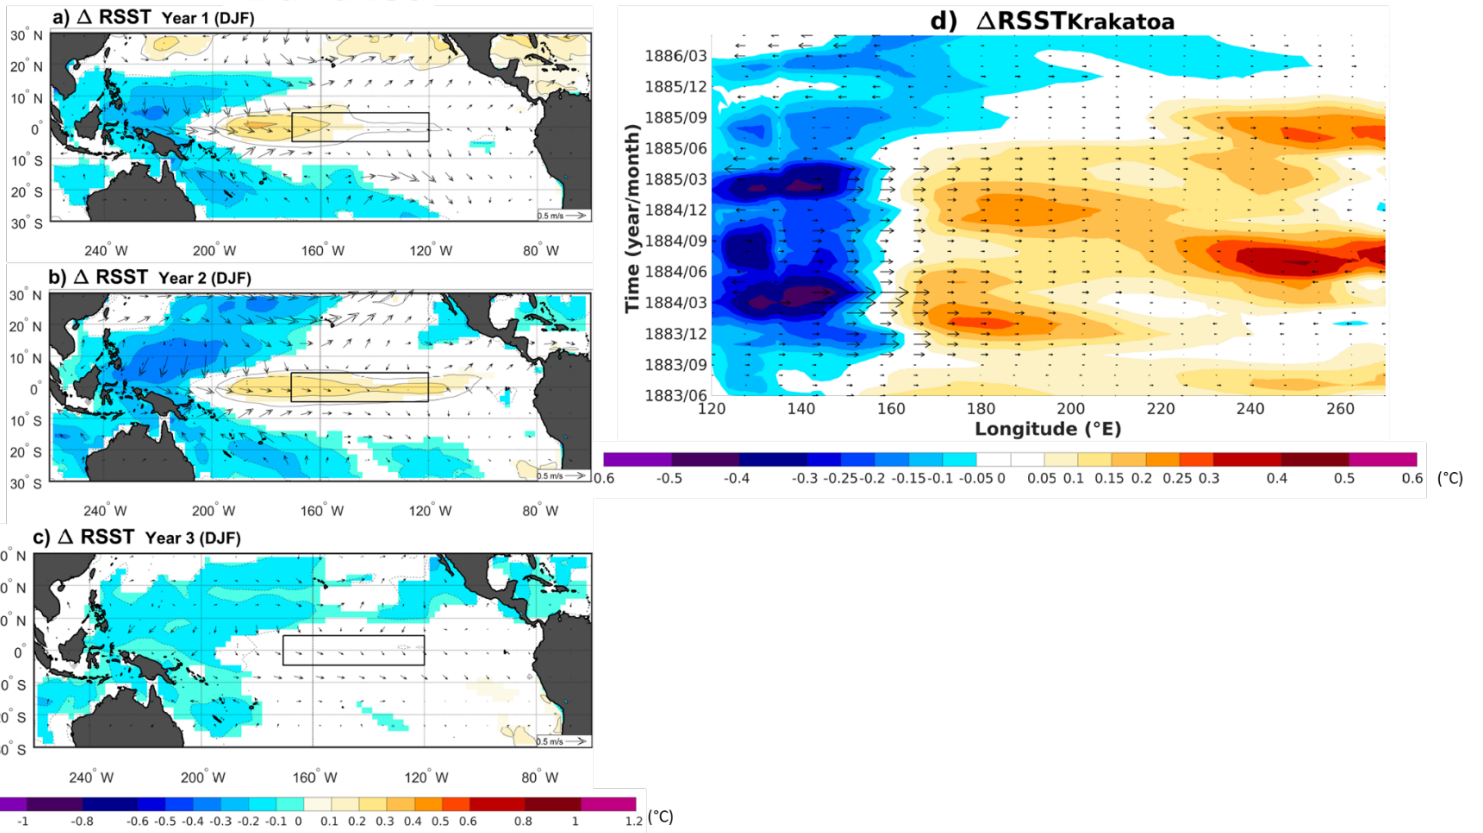 a) Δ RSST Year 1 (DJF)
30° N
20° N
10° N
0°
10° S
20° S
30° S
0.5 m/s
240° W 200° W 160° W 120° W 80° W
b) Δ RSST Year 2 (DJF)
30° N
20° N
10° N
0°
10° S
20° S
30° S
0.5 m/s
240° W 200° W 160° W 120° W 80° W
c) Δ RSST Year 3 (DJF)
0° N
0° N
0° N
0°
0° S
20° S
30° S
0.5 m/s
240° W 200° W 160° W 120° W 80° W
-1 -0.8 -0.6 -0.5 -0.4 -0.3 -0.2 -0.1 0 0.1 0.2 0.3 0.4 0.5 0.6 0.8 1 1.2 (°C)
d) ΔRSSTKrakatoa
Time (year/month)
1886/03
1885/12
1885/09
1885/06
1885/03
1884/12
1884/09
1884/06
1884/03
1883/12
1883/09
1883/06
120 140 160 180 200 220 240 260
Longitude (°E)
0.6 -0.5 -0.4 -0.3 -0.25 -0.2 -0.15 -0.1 -0.05 0 0.05 0.1 0.15 0.2 0.25 0.3 0.4 0.5 0.6 (°C)